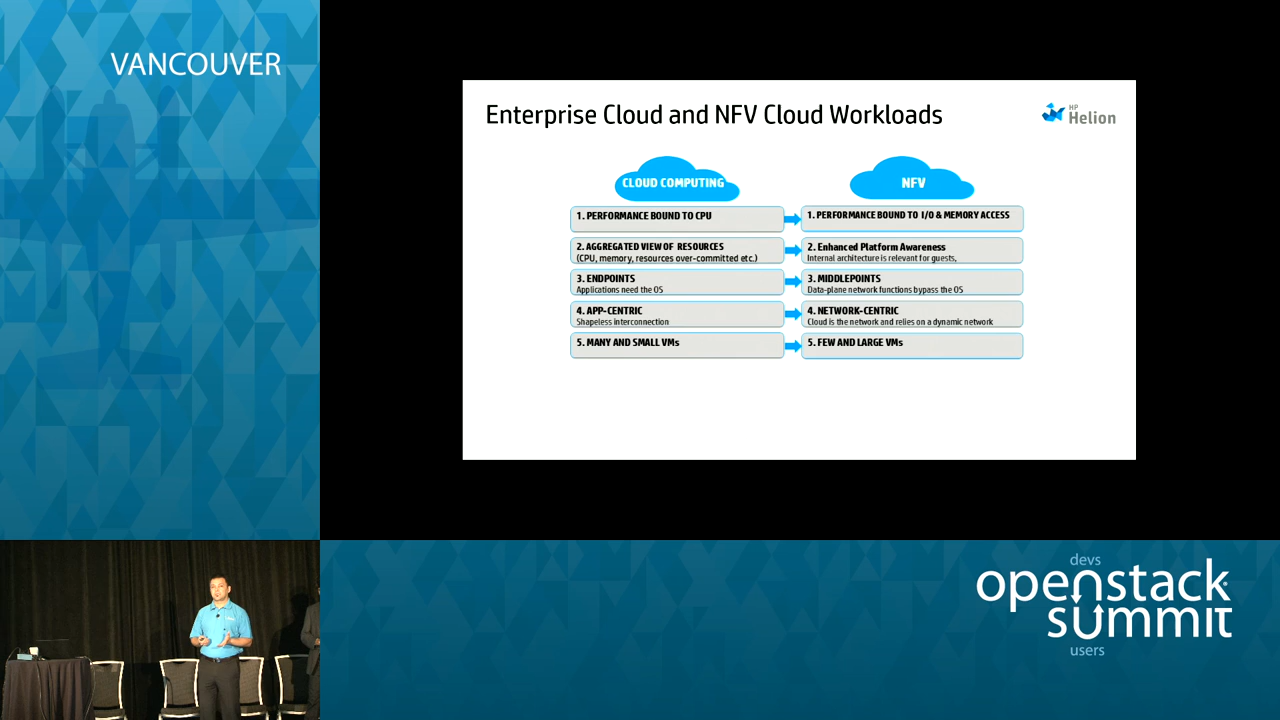 VANCOUVER
Enterprise Cloud and NFV Cloud Workloads
HP
Helion
CLOUD COMPUTING
NFV
1. PERFORMANCE BOUND TO CPU
1. PERFORMANCE BOUND TO I/O & MEMORY ACCESS
2. AGGREGATED VIEW OF RESOURCES
(CPU, memory, resources over-committed etc.)
2. Enhanced Platform Awareness
Internal architecture is relevant for guests,
3. ENDPOINTS
Applications need the OS
3. MIDDLEPOINTS
Data-plane network functions bypass the OS
4. APP-CENTRIC
Shapeless interconnection
4. NETWORK-CENTRIC
Cloud is the network and relies on a dynamic network
5. MANY AND SMALL VMs
5. FEW AND LARGE VMs
devs
openstack
summit
users